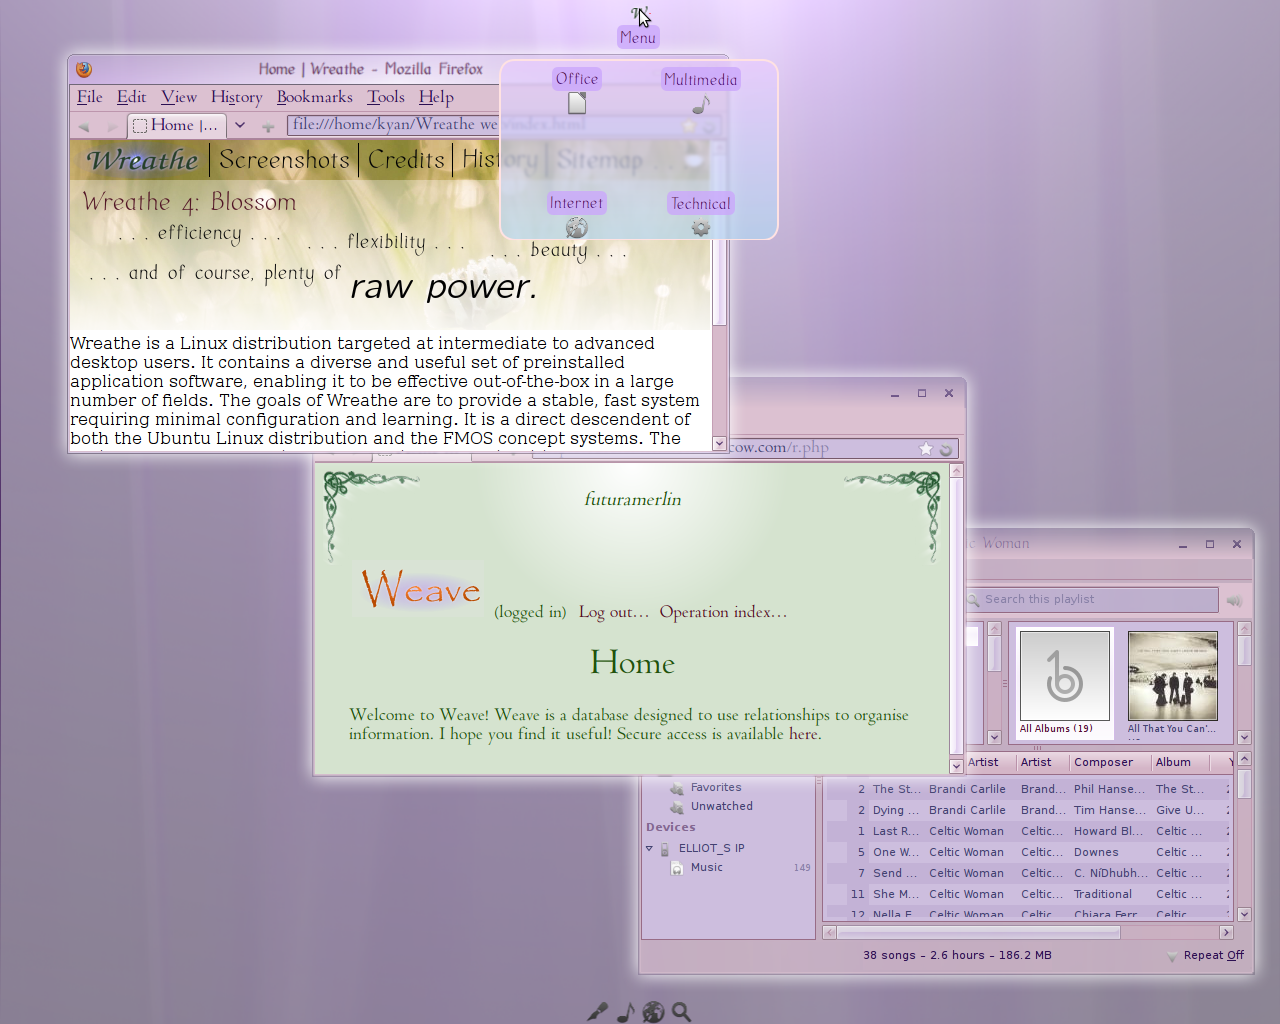 Menu
Home | Wreathe - Mozilla Firefox
Office
Multimedia
Internet
Technical
File Edit View History Bookmarks Tools Help
Home |...
file:///home/kyan/Wreathe we /index.html
Wreathe | Screenshots | Credits | History | Sitemap
Wreathe 4: Blossom
. . . efficiency . . .
. . . flexibility . . .
. . . beauty . . .
. . . and of course, plenty of
raw power.
Wreathe is a Linux distribution targeted at intermediate to advanced
desktop users. It contains a diverse and useful set of preinstalled
application software, enabling it to be effective out-of-the-box in a large
number of fields. The goals of Wreathe are to provide a stable, fast system
requiring minimal configuration and learning. It is a direct descendent of
both the Ubuntu Linux distribution and the FMOS concept systems. The
cow.com/r.php
futuramerlin
Weave
(logged in) Log out... Operation index...
Home
Welcome to Weave! Weave is a database designed to use relationships to organise
information. I hope you find it useful! Secure access is available here.
ic Woman
Search this playlist
All Albums (19)
All That You Can'...
Favorites
Unwatched
Devices
ELLIOT_S IP
Music 149
Artist Artist Composer Album Y
2 The St... Brandi Carlile Brand... Phil Hanse... The St...
2 Dying ... Brandi Carlile Brand... Tim Hanse... Give U...
1 Last R... Celtic Woman Celtic... Howard Bl... Celtic ...
5 One W... Celtic Woman Celtic... Downes Celtic ...
7 Send ... Celtic Woman Celtic... C. NíDhubh... Celtic ...
11 She M... Celtic Woman Celtic... Traditional Celtic ...
12 Nella F... Celtic Woman Celtic... Chiara Ferr... Celtic ...
38 songs – 2.6 hours – 186.2 MB
Repeat Off